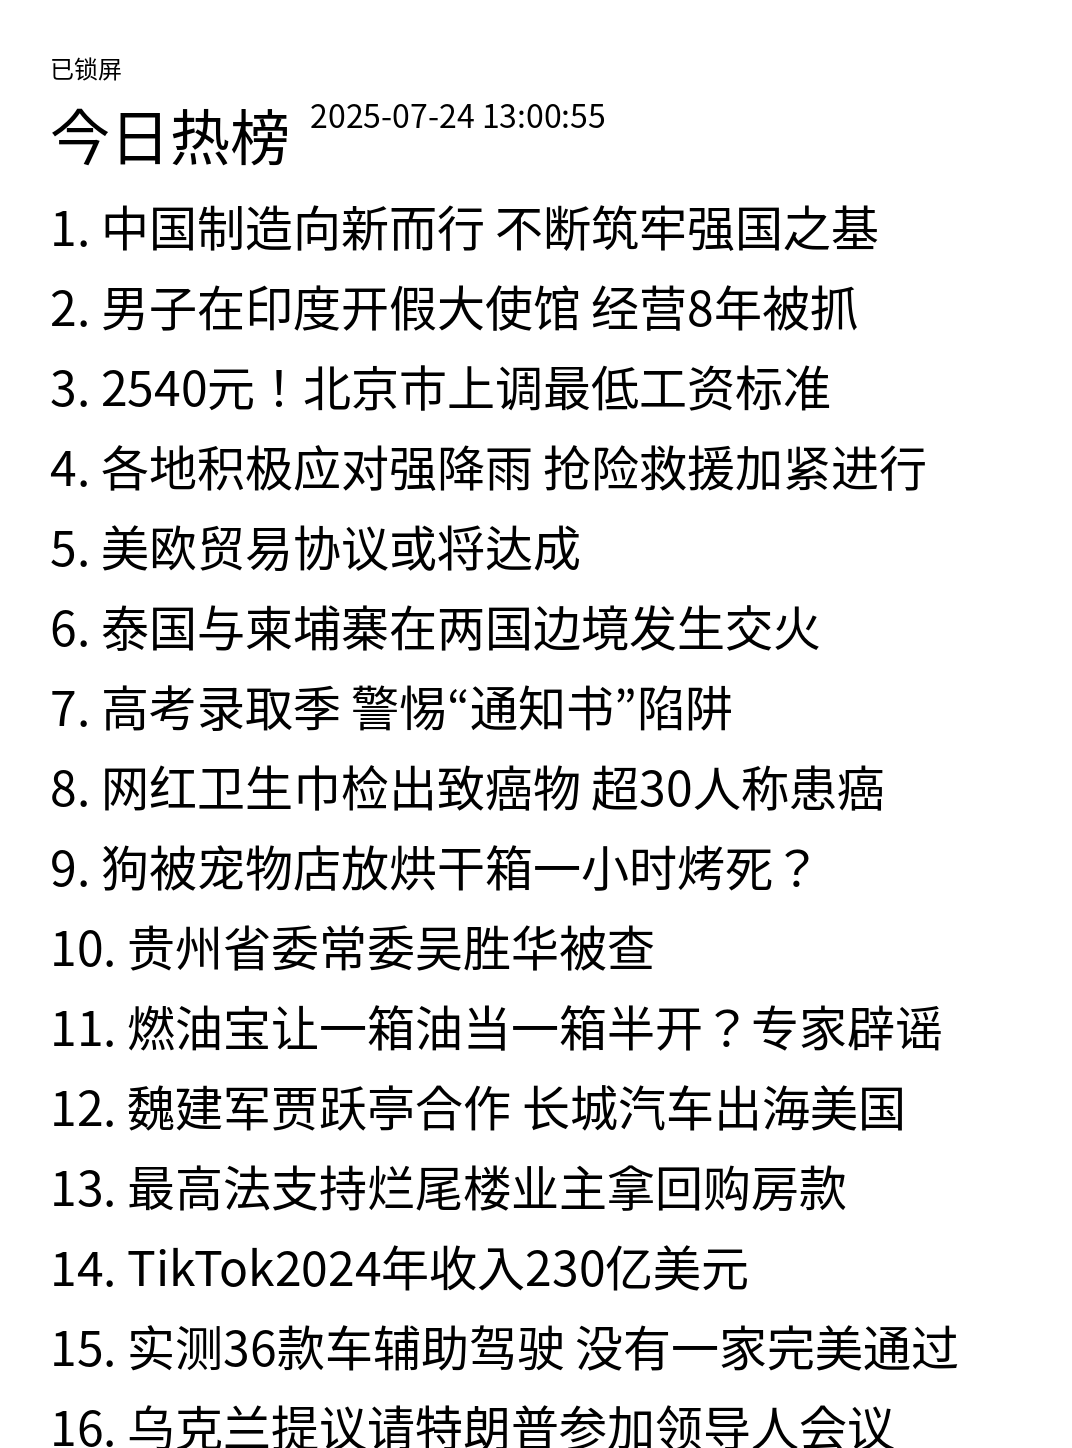 已锁屏
今日热榜 2025-07-24 13:00:55
1. 中国制造向新而行 不断筑牢强国之基
2. 男子在印度开假大使馆 经营8年被抓
3. 2540元！北京市上调最低工资标准
4. 各地积极应对强降雨 抢险救援加紧进行
5. 美欧贸易协议或将达成
6. 泰国与柬埔寨在两国边境发生交火
7. 高考录取季 警惕“通知书”陷阱
8. 网红卫生巾检出致癌物 超30人称患癌
9. 狗被宠物店放烘干箱一小时烤死？
10. 贵州省委常委吴胜华被查
11. 燃油宝让一箱油当一箱半开？专家辟谣
12. 魏建军贾跃亭合作 长城汽车出海美国
13. 最高法支持烂尾楼业主拿回购房款
14. TikTok2024年收入230亿美元
15. 实测36款车辅助驾驶 没有一家完美通过
16. 乌克兰提议请特朗普参加领导人会议